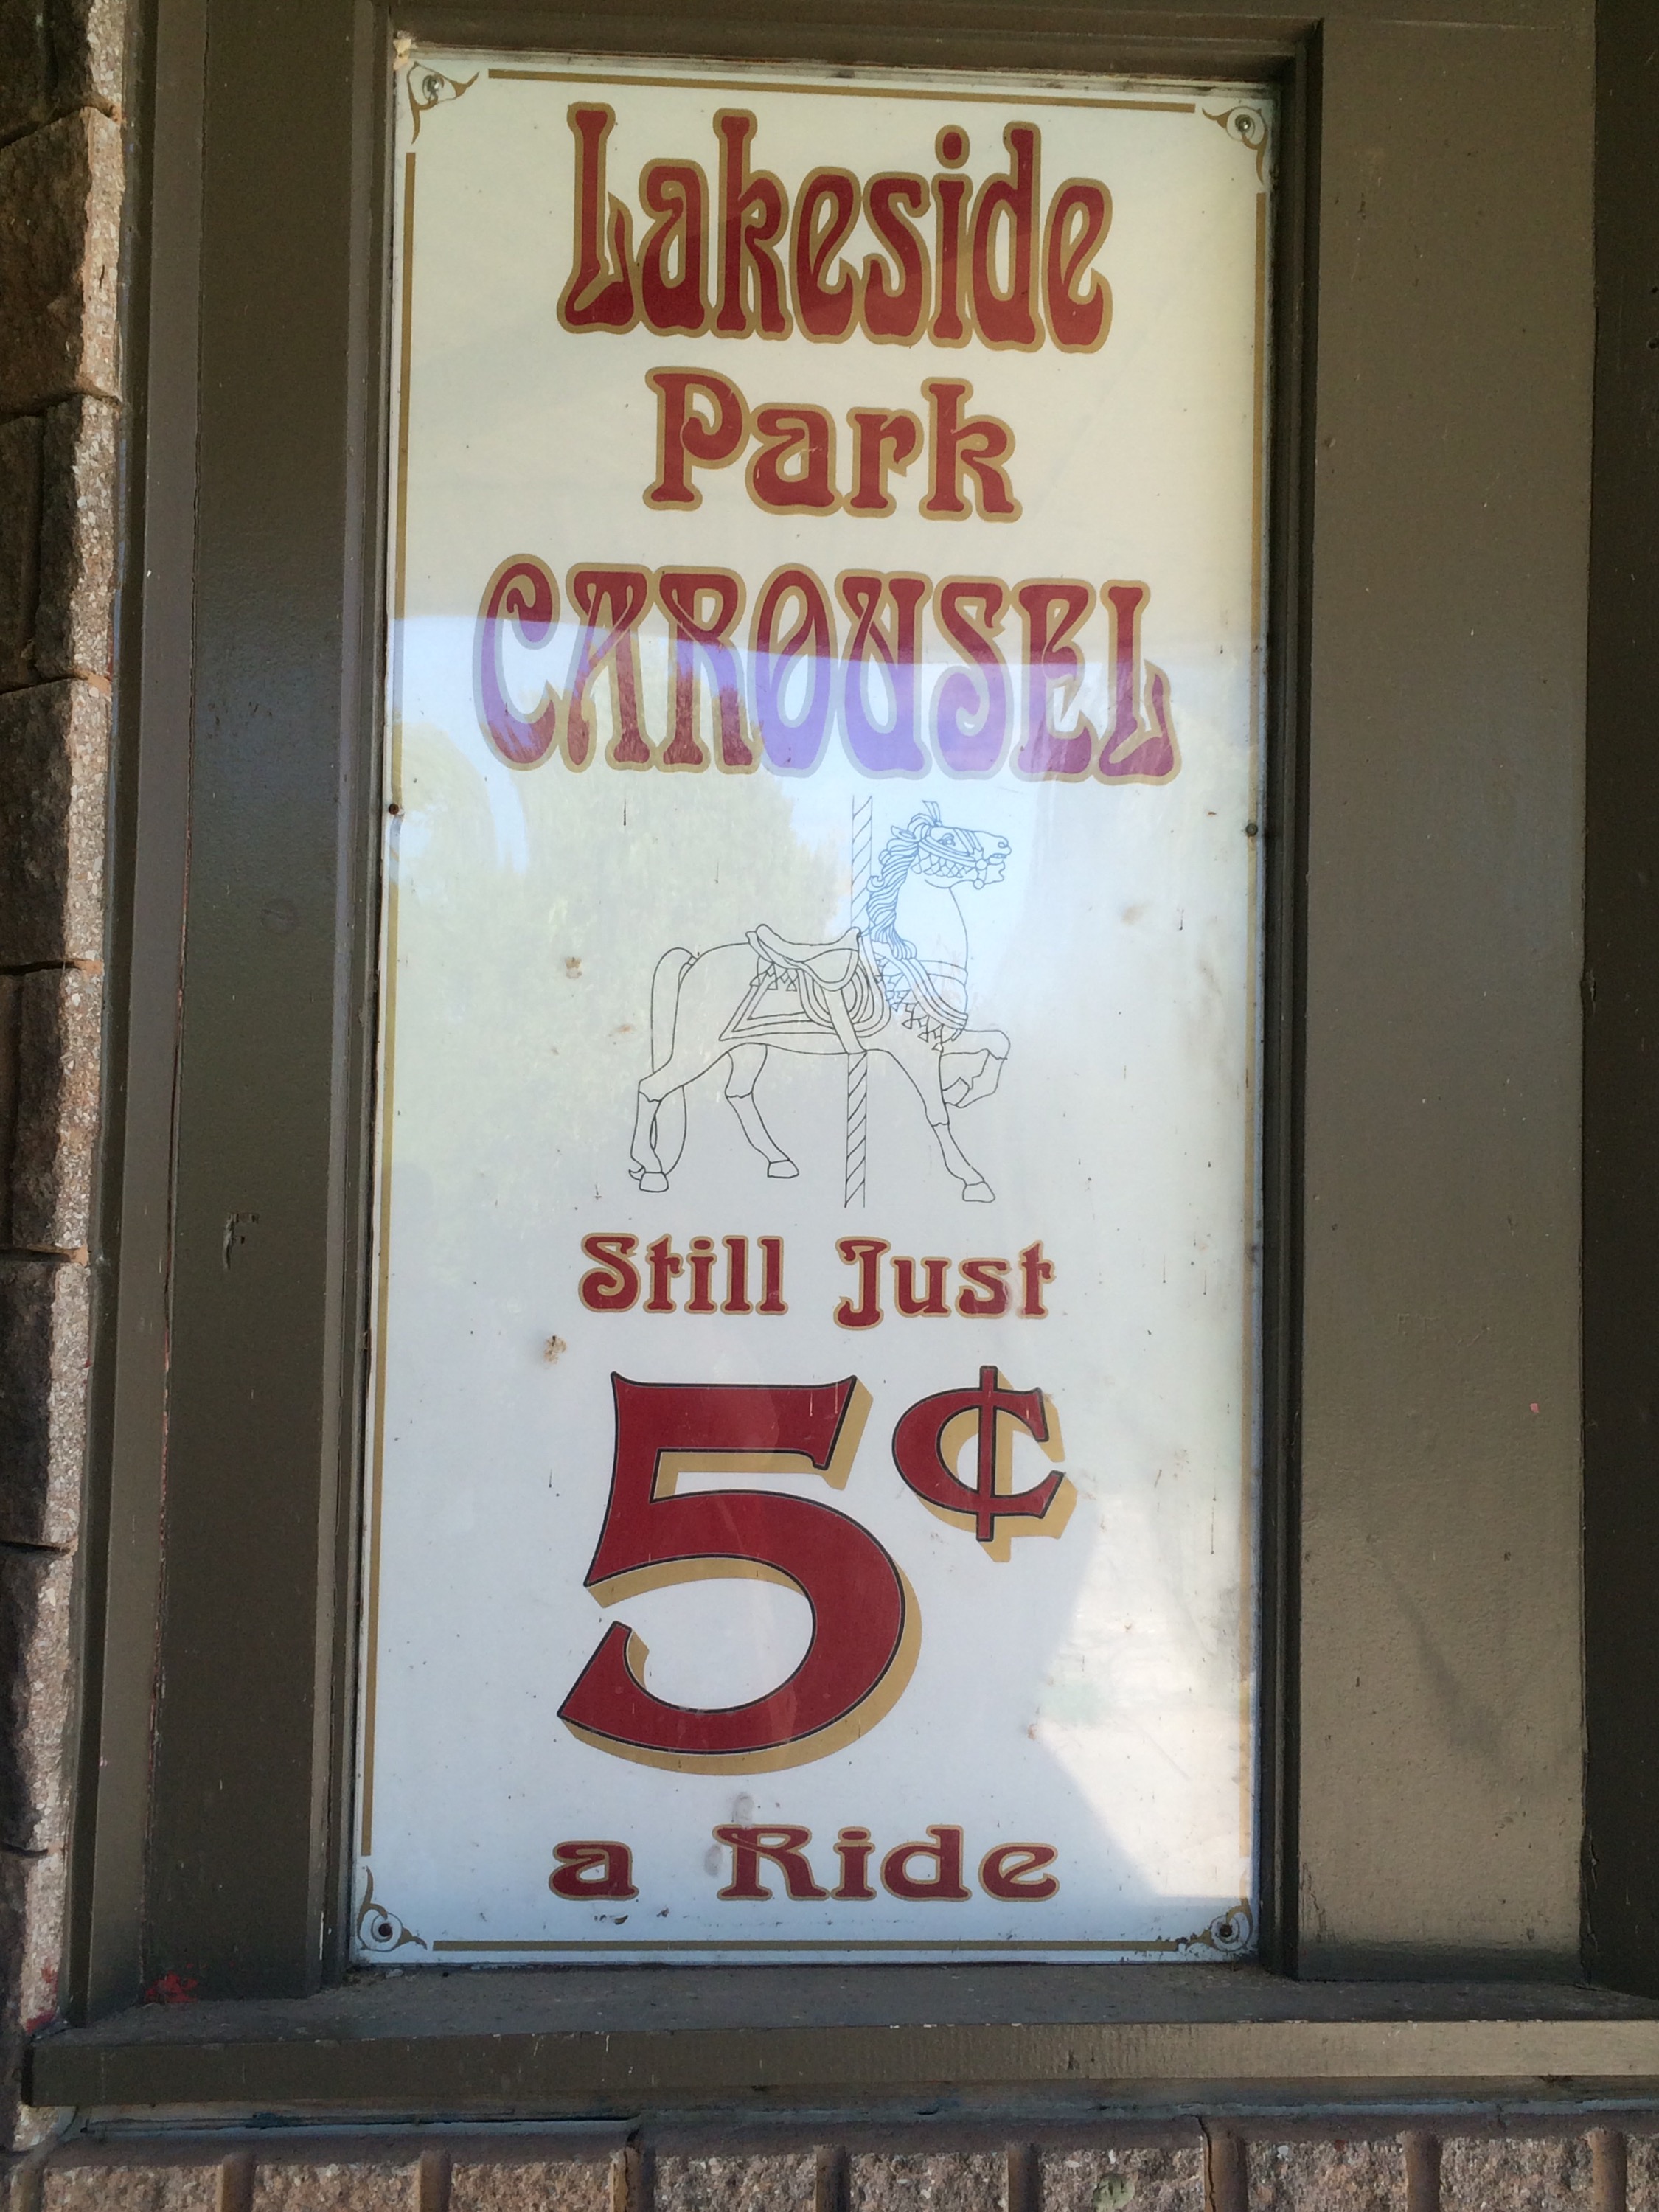 Lakeside
Park
CAROUSEL
Still Just
5¢
a Ride